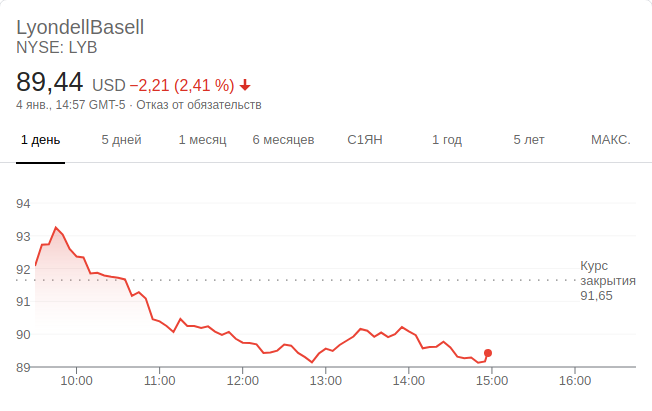 LyondellBasell
NYSE: LYB
89,44 USD −2,21 (2,41 %)
4 янв., 14:57 GMT-5 · Отказ от обязательств
1 день 5 дней 1 месяц 6 месяцев С1ЯН 1 год 5 лет МАКС.
94
93
92
91
90
89
Курс
закрытия
91,65
10:00 11:00 12:00 13:00 14:00 15:00 16:00